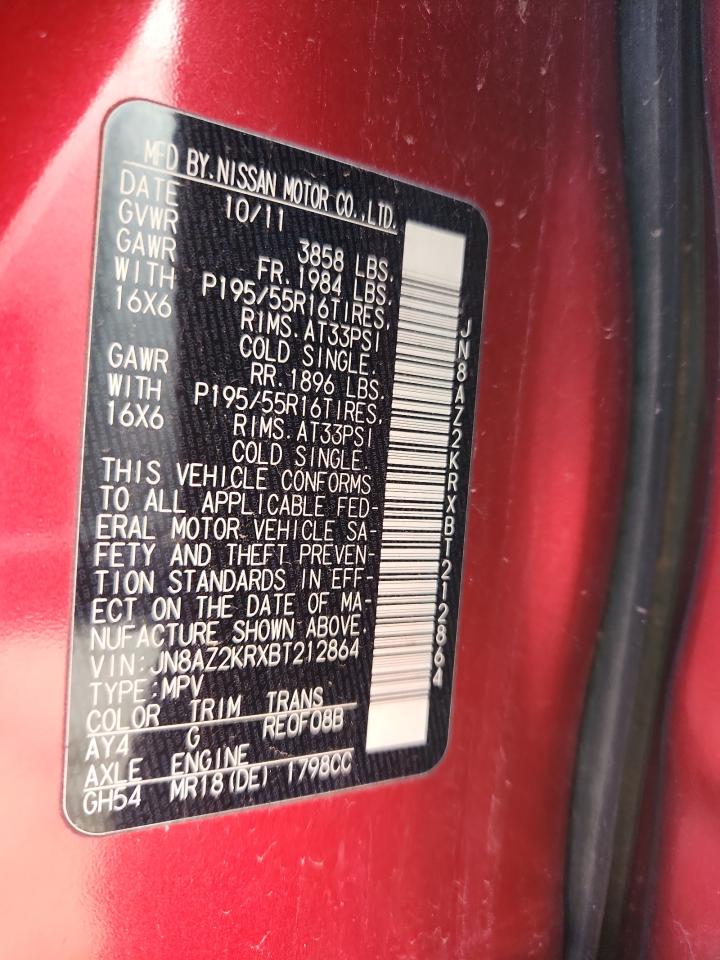 MFD BY. NISSAN MOTOR CO., LTD.
DATE 10/11
GVWR 3858 LBS.
GAWR FR. 1984 LBS.
WITH P195/55R16TIRES,
16X6 RIMS. AT33PSI
COLD SINGLE.
GAWR RR. 1896 LBS.
WITH P195/55R16TIRES,
16X6 RIMS. AT33PSI
COLD SINGLE.
THIS VEHICLE CONFORMS
TO ALL APPLICABLE FED-
ERAL MOTOR VEHICLE SA-
FETY AND THEFT PREVEN-
TION STANDARDS IN EFF-
ECT ON THE DATE OF MA-
NUFACTURE SHOWN ABOVE.
VIN: JN8AZ2KRXBT212864
TYPE: MPV
COLOR TRIM TRANS
AY4 G RE0F08B
AXLE ENGINE
GH54 MR18(DE) 1798CC
JN8AZ2KRXBT212864